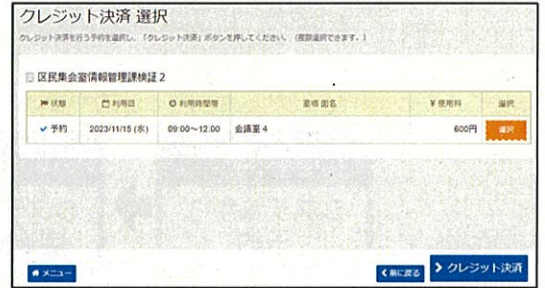 クレジット決済 選択
クレジット決済を行う予約を選択し、「クレジット決済」ボタンを押してください。（複数選択できます。）
区民集会室情報管理課検証2
状態 利用日 利用時間帯 室場面名 ¥使用料 選択
予約 2023/11/15 (水) 09:00～12:00 会議室4 600円 選択
メニュー
前に戻る
クレジット決済